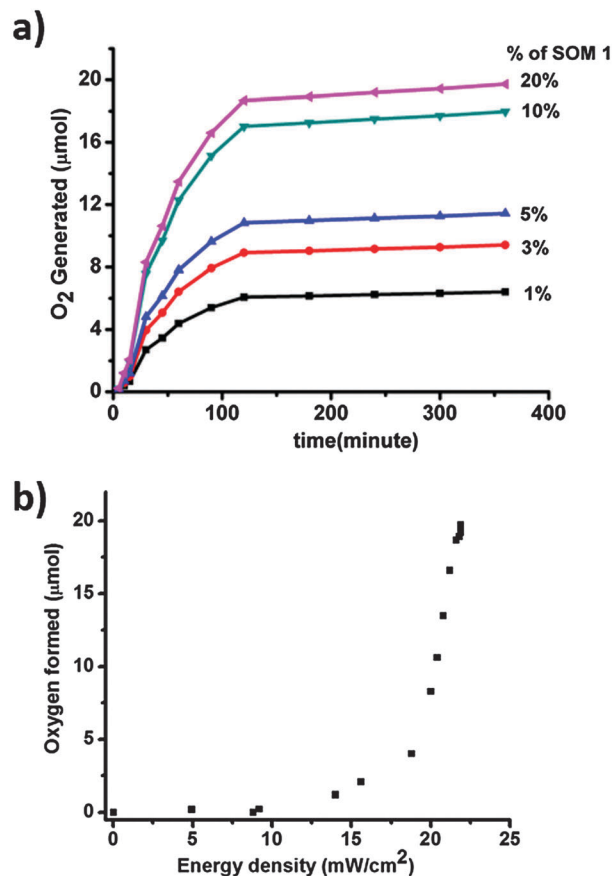 a)
% of SOM 1
20
16
12
8
4
0
O2 Generated (μmol)
20%
10%
5%
3%
1%
0 100 200 300 400
time(minute)
b)
20
15
10
5
0
Oxygen formed (μmol)
0 5 10 15 20 25
Energy density (mW/cm2)